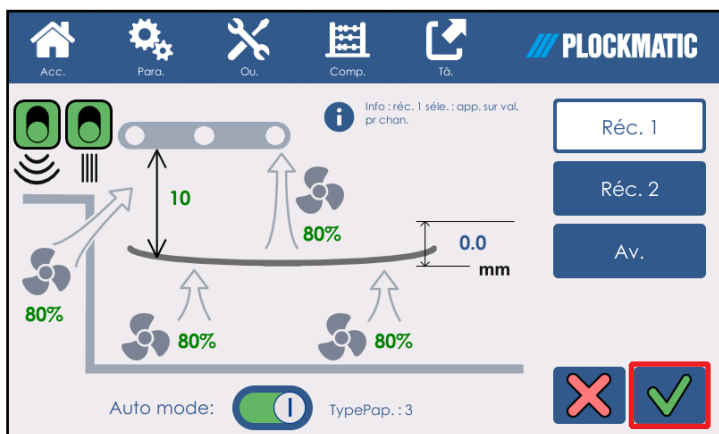 PLOCKMATIC
Acc.
Para.
Ou.
Comp.
Tâ.
Info : réc. 1 séle. : app. sur val.
pr chan.
Réc. 1
Réc. 2
Av.
10
80%
0.0
mm
80%
80%
80%
Auto mode:
TypePap. : 3